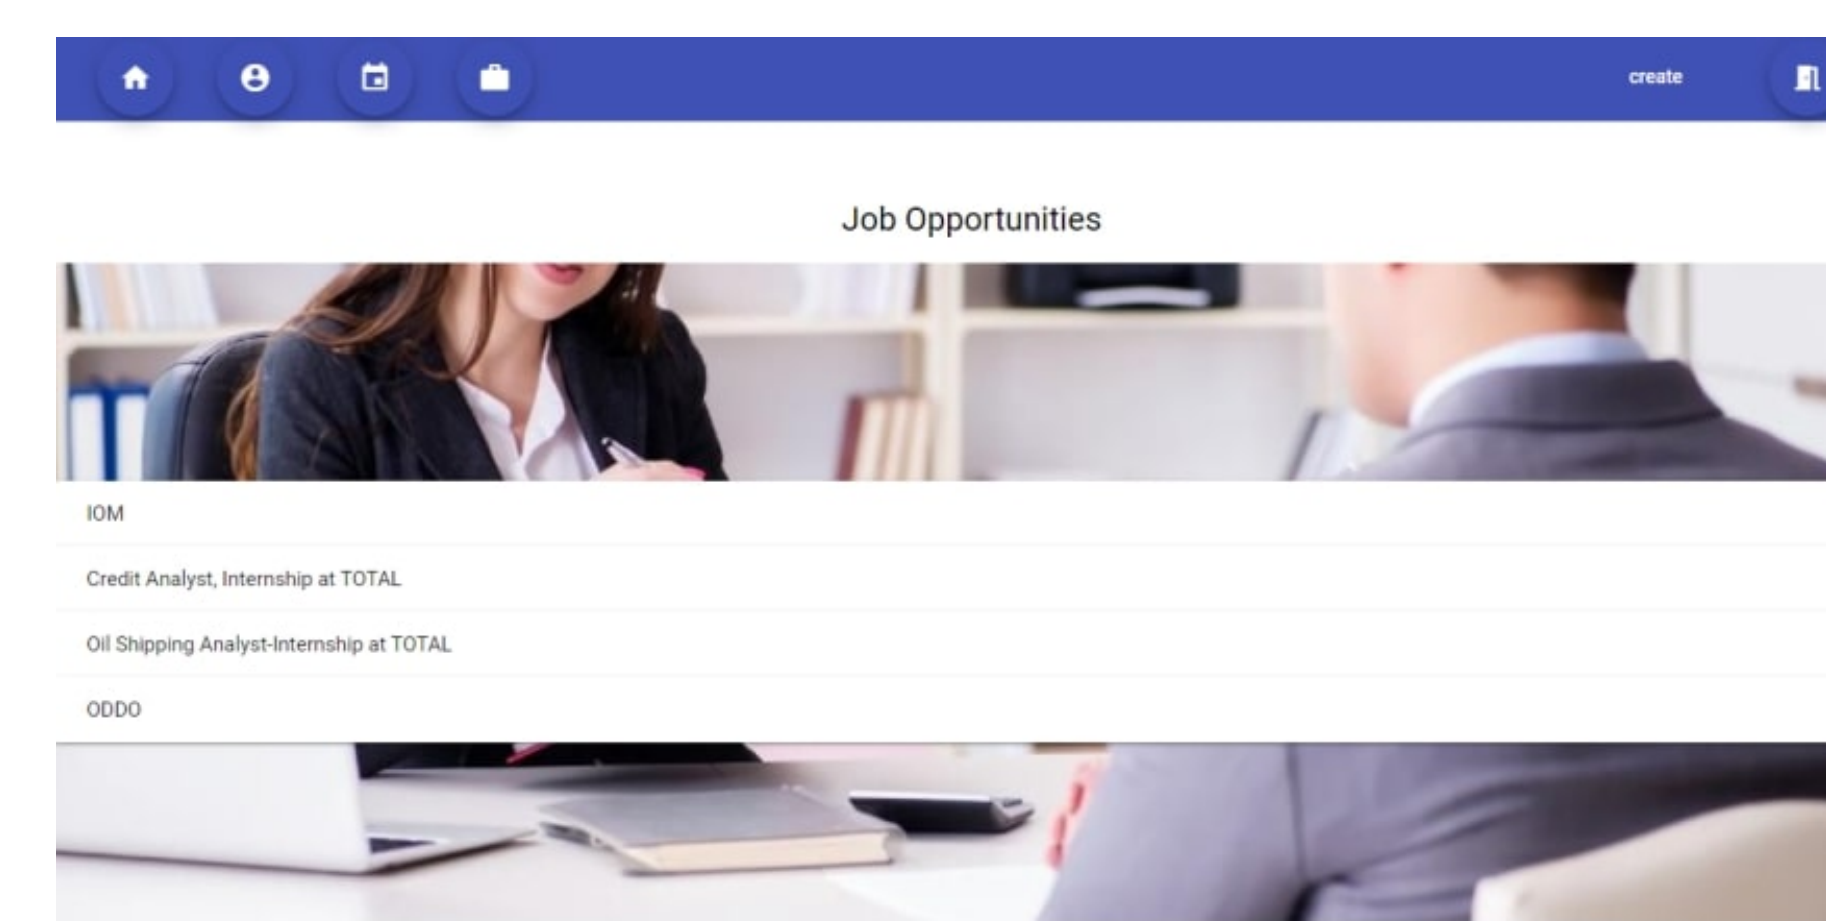 create
Job Opportunities
IOM
Credit Analyst, Internship at TOTAL
Oil Shipping Analyst-Internship at TOTAL
ODDO